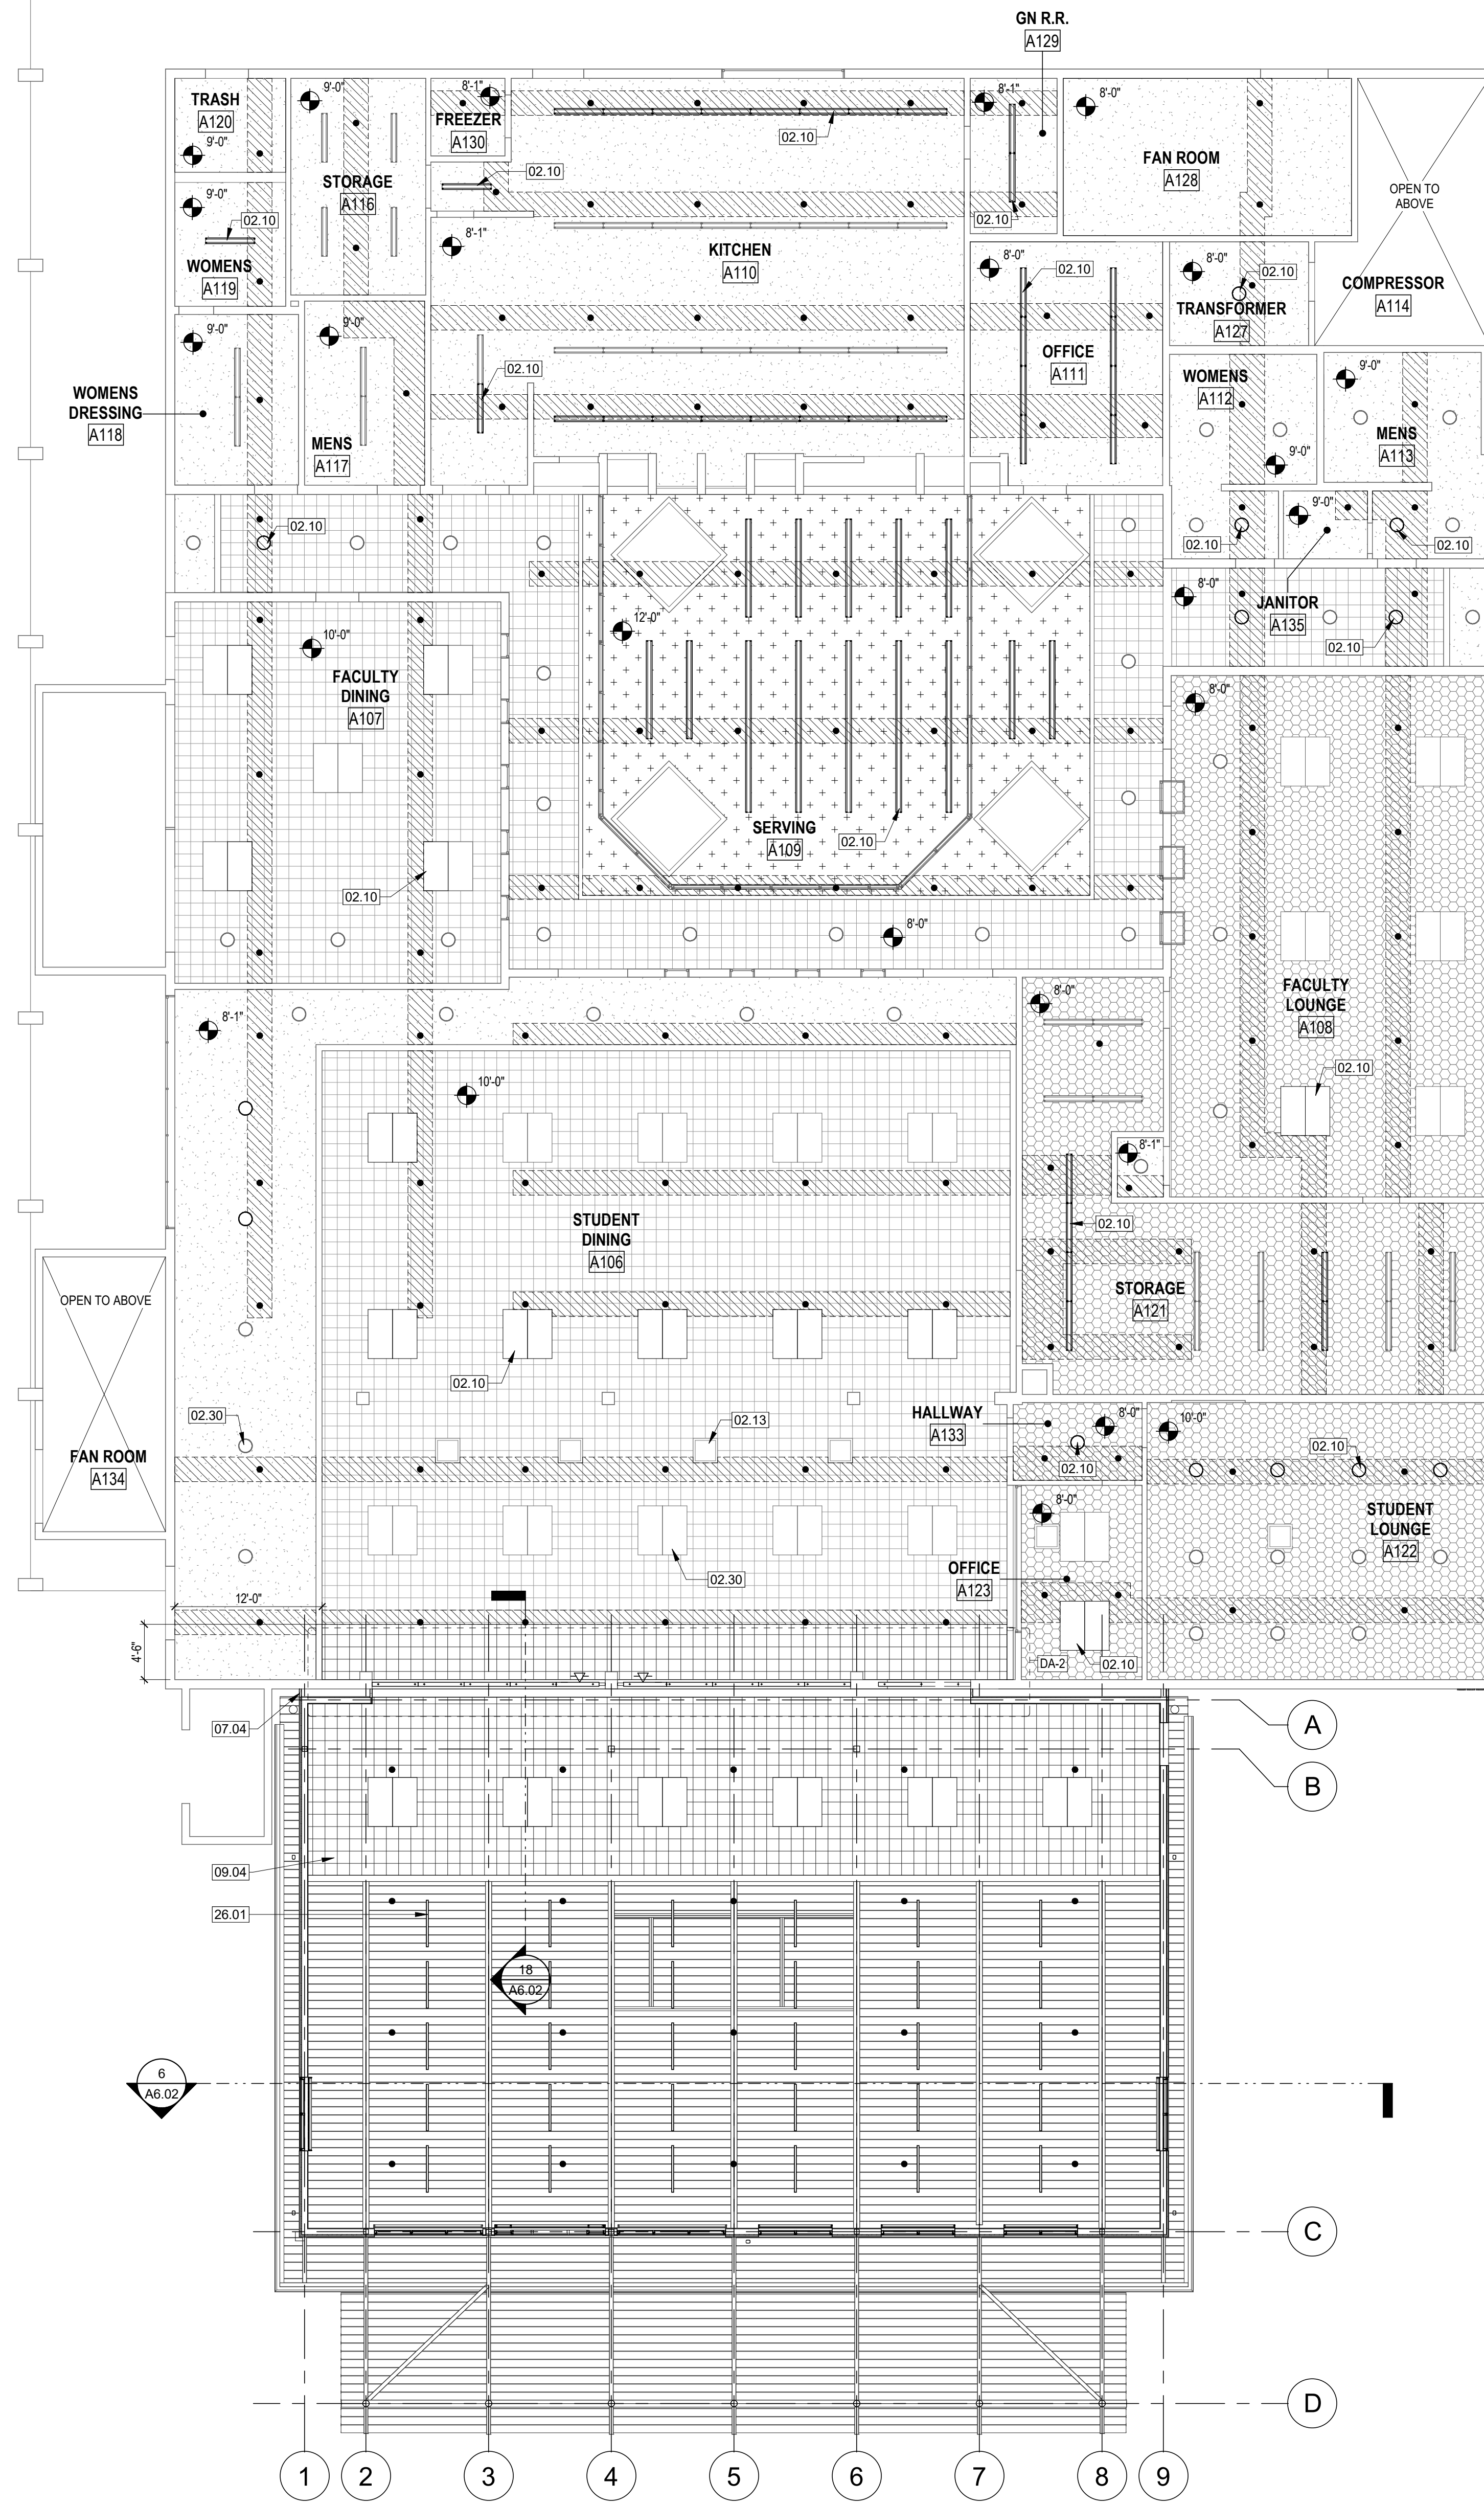 GN R.R.
A129
TRASH
A120
9'-0"
9'-0"
STORAGE
A116
8'-1"
FREEZER
A130
02.10
02.10
8'-1"
02.10
8'-0"
FAN ROOM
A128
OPEN TO
ABOVE
9'-0"
02.10
WOMENS
A119
8'-1"
KITCHEN
A110
8'-0"
02.10
OFFICE
A111
8'-0"
02.10
TRANSFORMER
A127
COMPRESSOR
A114
9'-0"
WOMENS
DRESSING
A118
9'-0"
MENS
A117
02.10
WOMENS
A112
9'-0"
9'-0"
MENS
A113
02.10
02.10
9'-0"
02.10
8'-0"
JANITOR
A135
02.10
10'-0"
FACULTY
DINING
A107
02.10
12'-0"
SERVING
A109
02.10
8'-0"
8'-0"
FACULTY
LOUNGE
A108
02.10
8'-1"
8'-0"
10'-0"
8'-1"
02.10
STUDENT
DINING
A106
STORAGE
A121
OPEN TO ABOVE
02.10
02.30
02.13
FAN ROOM
A134
HALLWAY
A133
8'-0"
02.10
10'-0"
02.10
STUDENT
LOUNGE
A122
8'-0"
02.30
OFFICE
A123
12'-0"
4'-6"
DA-2
02.10
07.04
A
B
09.04
26.01
18
A6.02
6
A6.02
C
D
1 2 3 4 5 6 7 8 9